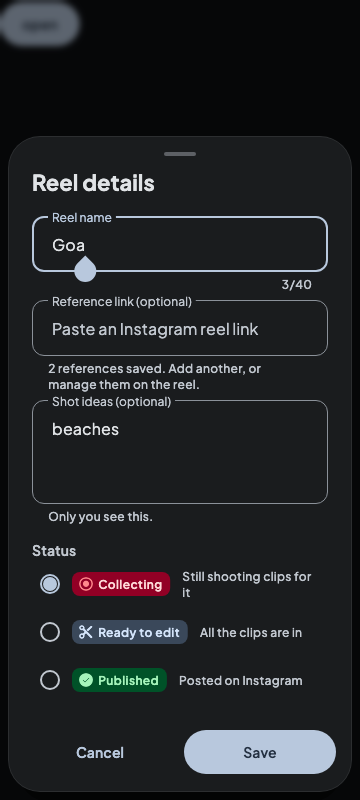 open
Reel details
Reel name
Goa
3/40
Reference link (optional)
Paste an Instagram reel link
2 references saved. Add another, or
manage them on the reel.
Shot ideas (optional)
beaches
Only you see this.
Status
Collecting
Still shooting clips for
it
Ready to edit All the clips are in
Published Posted on Instagram
Cancel Save